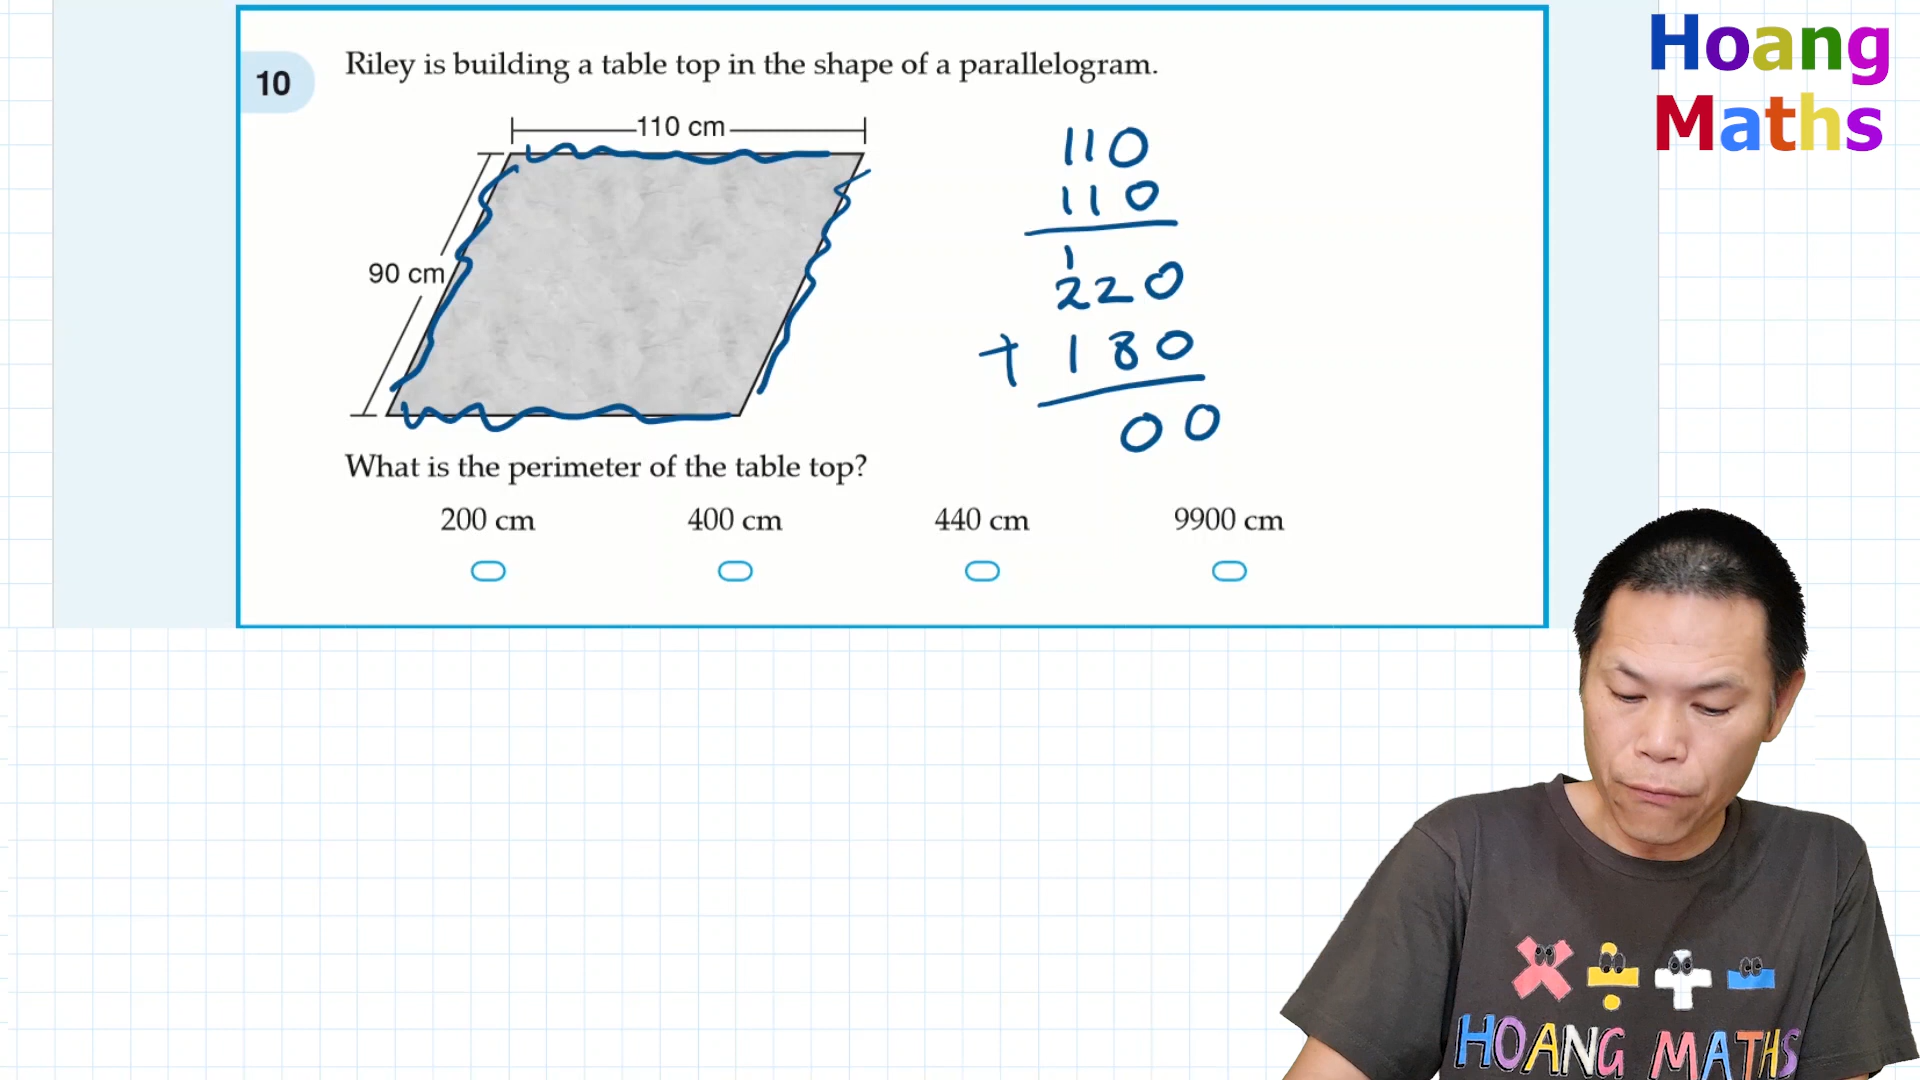 Hoang
Maths
10
Riley is building a table top in the shape of a parallelogram.
110 cm
90 cm
110
110
1
220
+ 180
00
What is the perimeter of the table top?
200 cm 400 cm 440 cm 9900 cm
HOANG MATHS